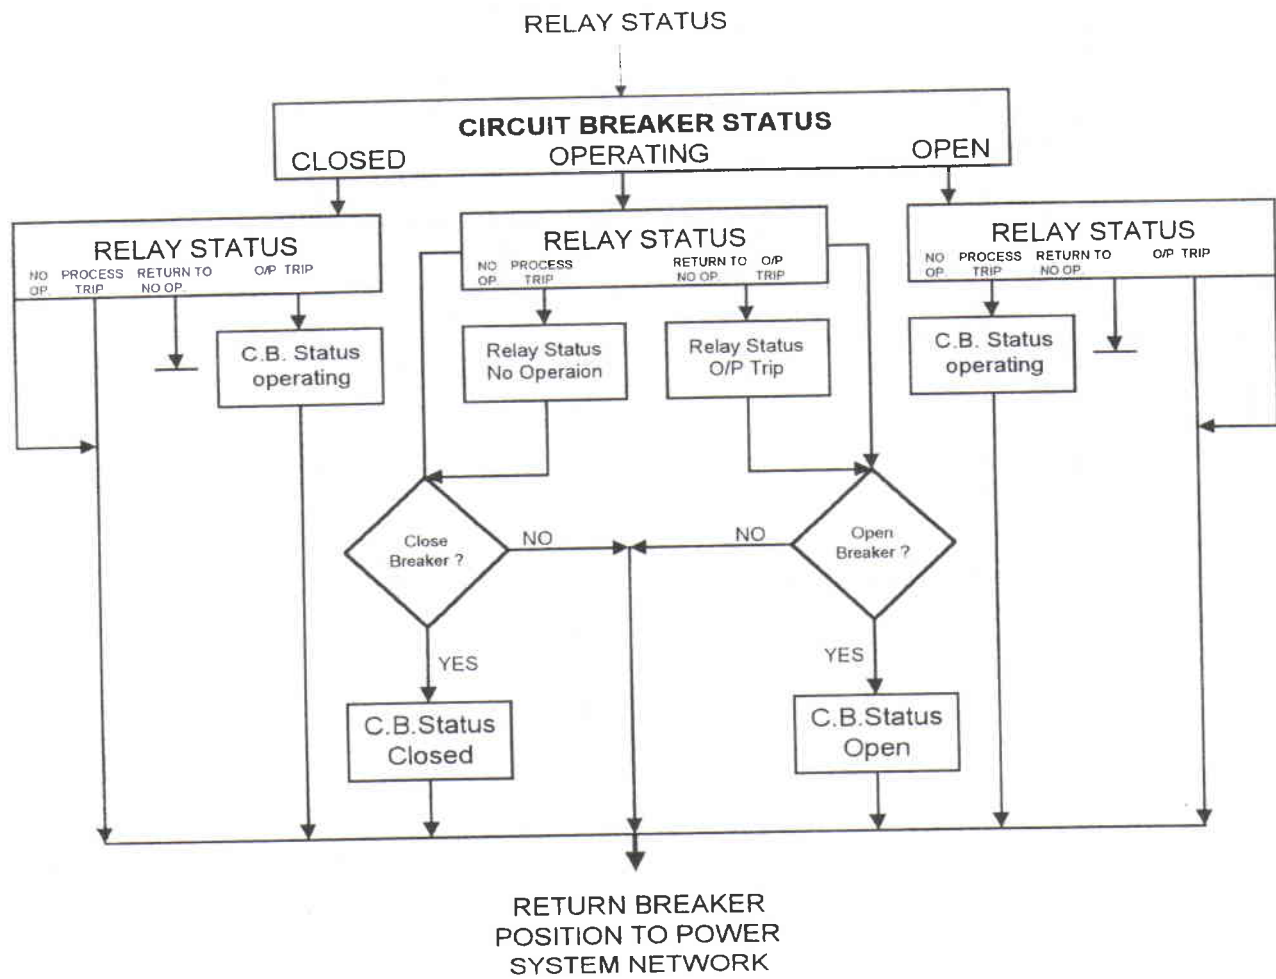 RELAY STATUS
CIRCUIT BREAKER STATUS
CLOSED OPERATING OPEN
RELAY STATUS
NO PROCESS RETURN TO O/P TRIP
OP. TRIP NO OP.
C.B. Status
operating
RELAY STATUS
NO PROCESS RETURN TO O/P
OP. TRIP NO OP. TRIP
Relay Status
No Operaion
Relay Status
O/P Trip
RELAY STATUS
NO PROCESS RETURN TO O/P TRIP
OP. TRIP NO OP.
C.B. Status
operating
Close
Breaker ?
NO
NO
Open
Breaker ?
YES
YES
C.B.Status
Closed
C.B.Status
Open
RETURN BREAKER
POSITION TO POWER
SYSTEM NETWORK